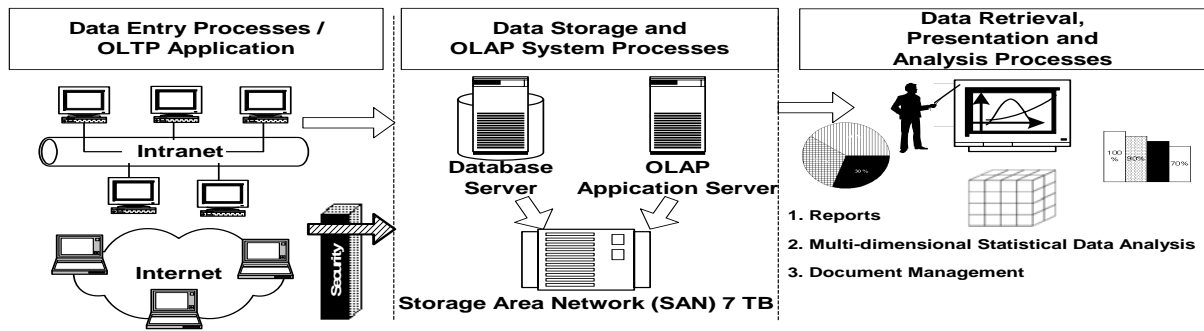 Data Entry Processes /
OLTP Application
Intranet
Internet
Security
Data Storage and
OLAP System Processes
Database
Server
OLAP
Appication Server
Storage Area Network (SAN) 7 TB
Data Retrieval,
Presentation and
Analysis Processes
30 %
100
%
90%
70%
1. Reports
2. Multi-dimensional Statistical Data Analysis
3. Document Management